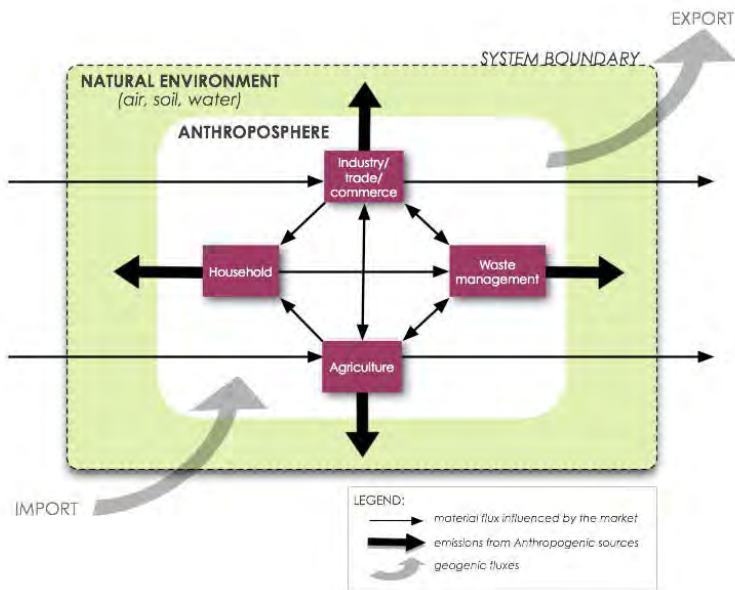 EXPORT
SYSTEM BOUNDARY
NATURAL ENVIRONMENT
(air, soil, water)
ANTHROPOSPHERE
Industry/
trade/
commerce
Household
Waste
management
Agriculture
IMPORT
LEGEND:
material flux influenced by the market
emissions from Anthropogenic sources
geogenic fluxes